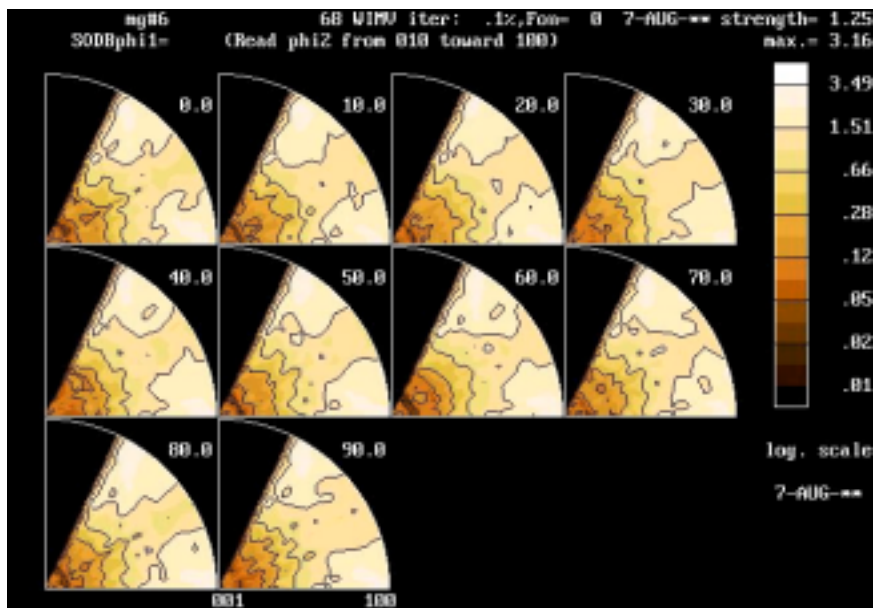 mg#6 68 WIMV iter: .1%,Fon= 0 7-AUG-** strength= 1.25
SODBphi1= (Read phi2 from 010 toward 100) max.= 3.16
0.0 10.0 20.0 30.0
3.49
1.51
.66
.28
.12
.05
.02
.01
40.0 50.0 60.0 70.0
80.0 90.0
log. scale
7-AUG-**
001 100